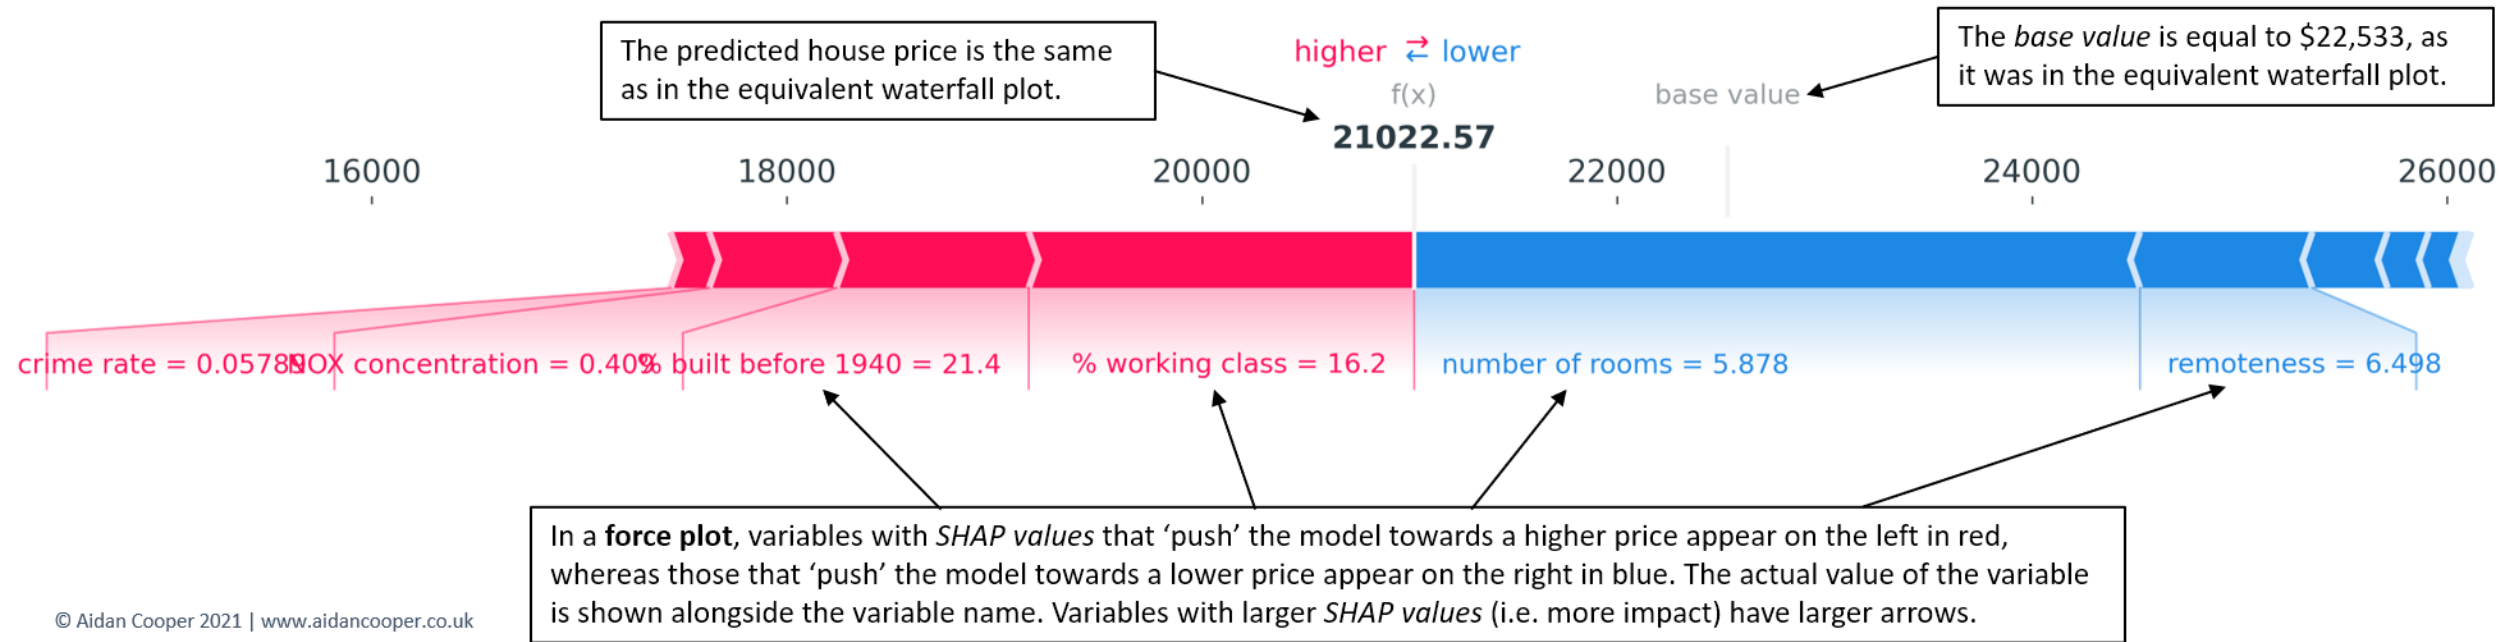 The predicted house price is the same
as in the equivalent waterfall plot.
higher ⇄ lower
The base value is equal to $22,533, as
it was in the equivalent waterfall plot.
f(x)
base value
21022.57
16000 18000 20000 22000 24000 26000
crime rate = 0.05789 NOX concentration = 0.409 % built before 1940 = 21.4 % working class = 16.2 number of rooms = 5.878 remoteness = 6.498
In a force plot, variables with SHAP values that ‘push’ the model towards a higher price appear on the left in red,
whereas those that ‘push’ the model towards a lower price appear on the right in blue. The actual value of the variable
is shown alongside the variable name. Variables with larger SHAP values (i.e. more impact) have larger arrows.
© Aidan Cooper 2021 | www.aidancooper.co.uk